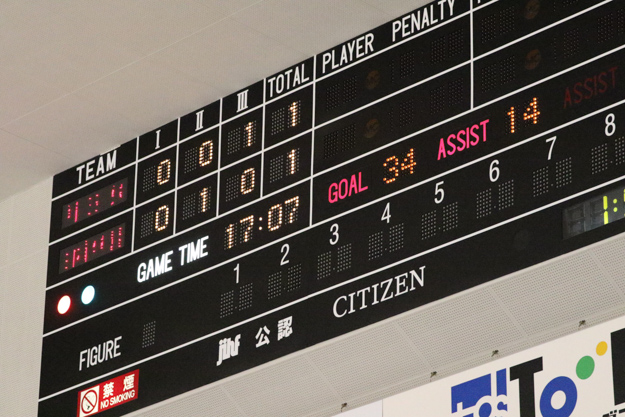 TEAM I II III TOTAL PLAYER PENALTY
0 0 1 1
0 1 0 1
GAME TIME 17:07 GOAL 34 ASSIST 14 ASSIST
1 2 3 4 5 6 7 8
FIGURE jihf 公認 CITIZEN
禁煙
NO SMOKING